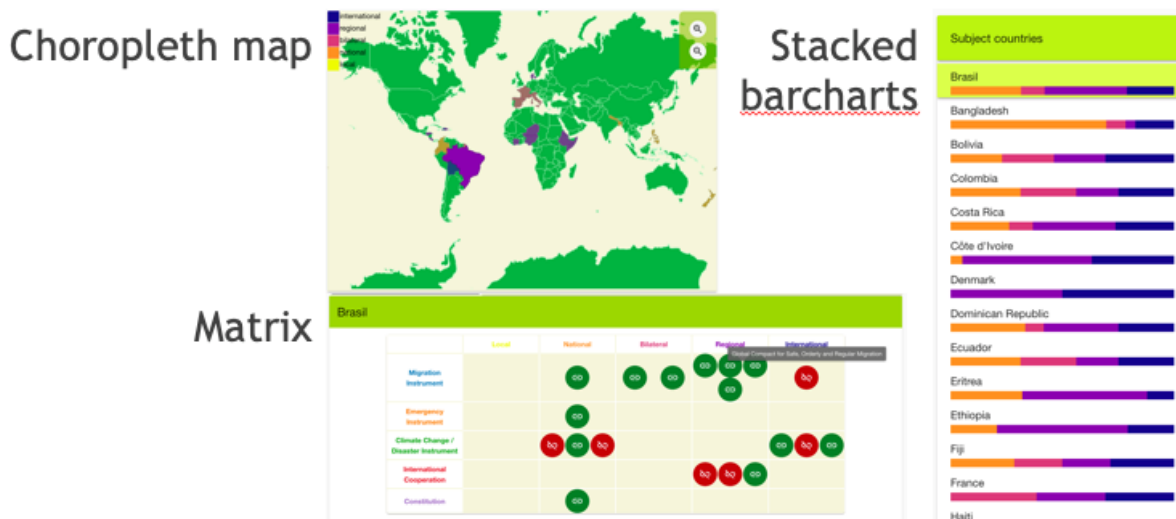 Choropleth map
international
regional
bilateral
national
local
Stacked
barcharts
Subject countries
Brasil
Bangladesh
Bolivia
Colombia
Costa Rica
Côte d'Ivoire
Denmark
Dominican Republic
Ecuador
Eritrea
Ethiopia
Fiji
France
Haiti
Matrix
Brasil
Local
National
Bilateral
Regional
International
Global Compact for Safe, Orderly and Regular Migration
Migration
Instrument
Emergency
Instrument
Climate Change /
Disaster Instrument
International
Cooperation
Constitution